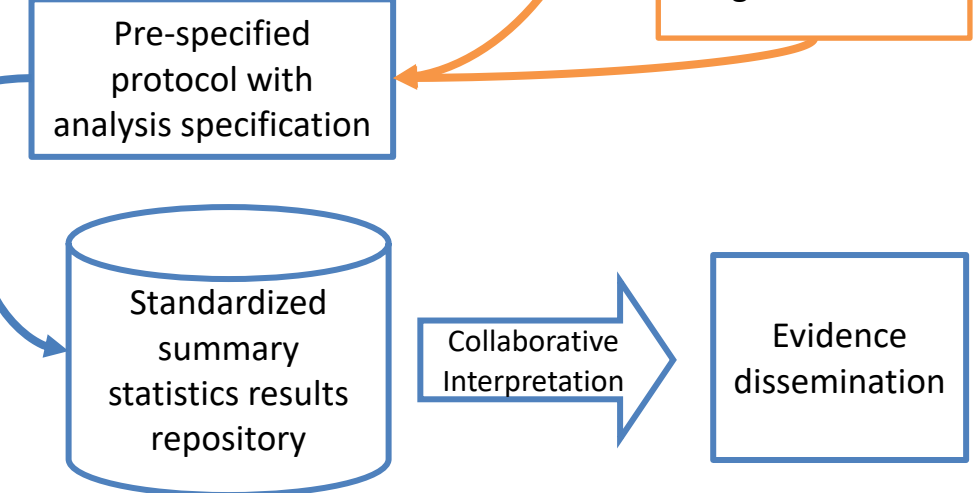 Pre-specified
protocol with
analysis specification
Standardized
summary
statistics results
repository
Collaborative
Interpretation
Evidence
dissemination